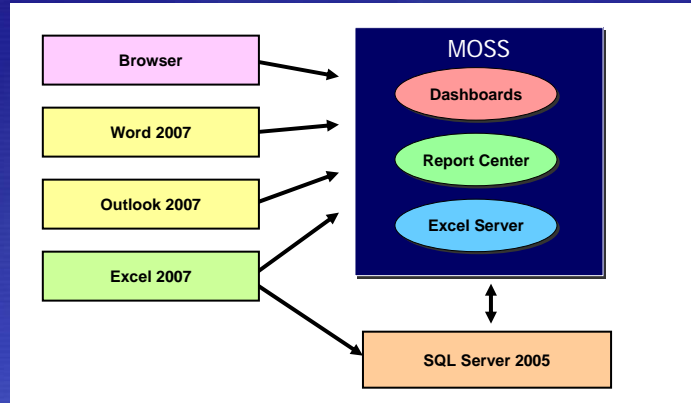 Browser
Word 2007
Outlook 2007
Excel 2007
MOSS
Dashboards
Report Center
Excel Server
SQL Server 2005